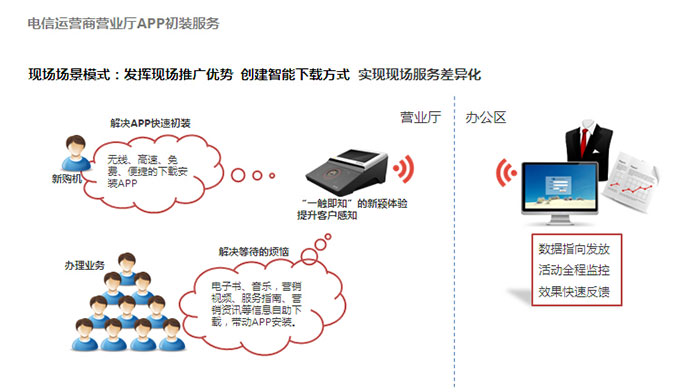 电信运营商营业厅APP初装服务
现场场景模式：发挥现场推广优势 创建智能下载方式 实现现场服务差异化
营业厅
办公区
解决APP快速初装
无线、高速、免
费、便捷的下载安
装APP
新购机
“一触即知”的新颖体验
提升客户感知
解决等待的烦恼
办理业务
电子书、音乐，营销
视频、服务指南、营
销资讯等信息自助下
载，带动APP安装。
数据指向发放
活动全程监控
效果快速反馈